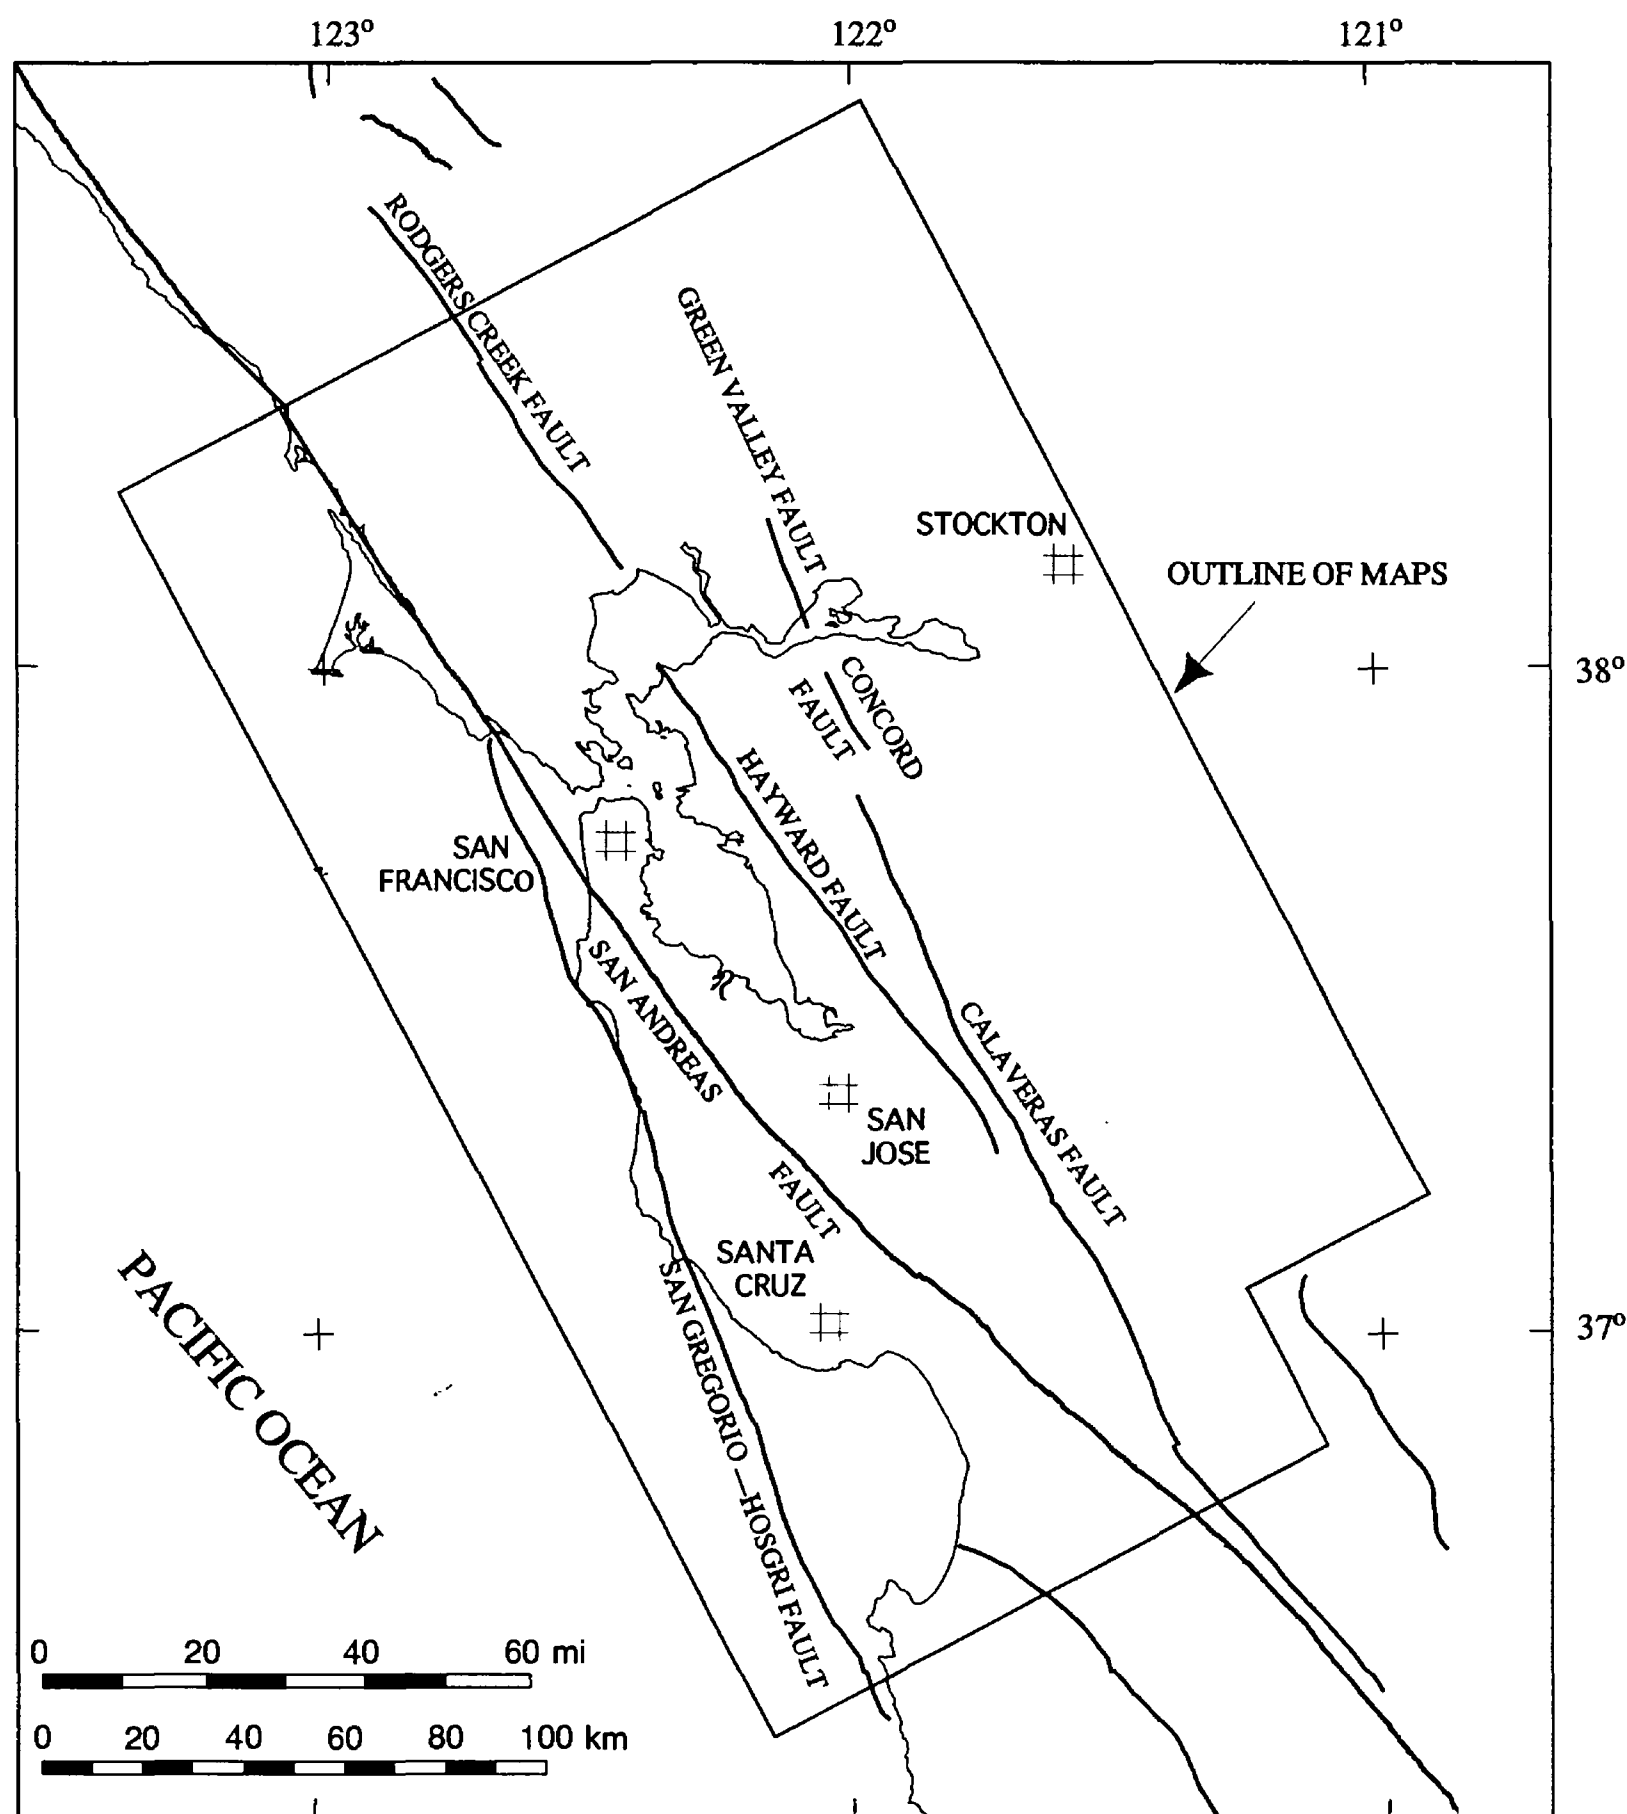 123° 122° 121°
RODGERS CREEK FAULT
GREEN VALLEY FAULT
STOCKTON
OUTLINE OF MAPS
38°
CONCORD
FAULT
HAYWARD FAULT
SAN
FRANCISCO
SAN ANDREAS
FAULT
CALAVERAS FAULT
SAN
JOSE
SANTA
CRUZ
SAN GREGORIO—HOSGRI FAULT
37°
PACIFIC OCEAN
0 20 40 60 mi
0 20 40 60 80 100 km